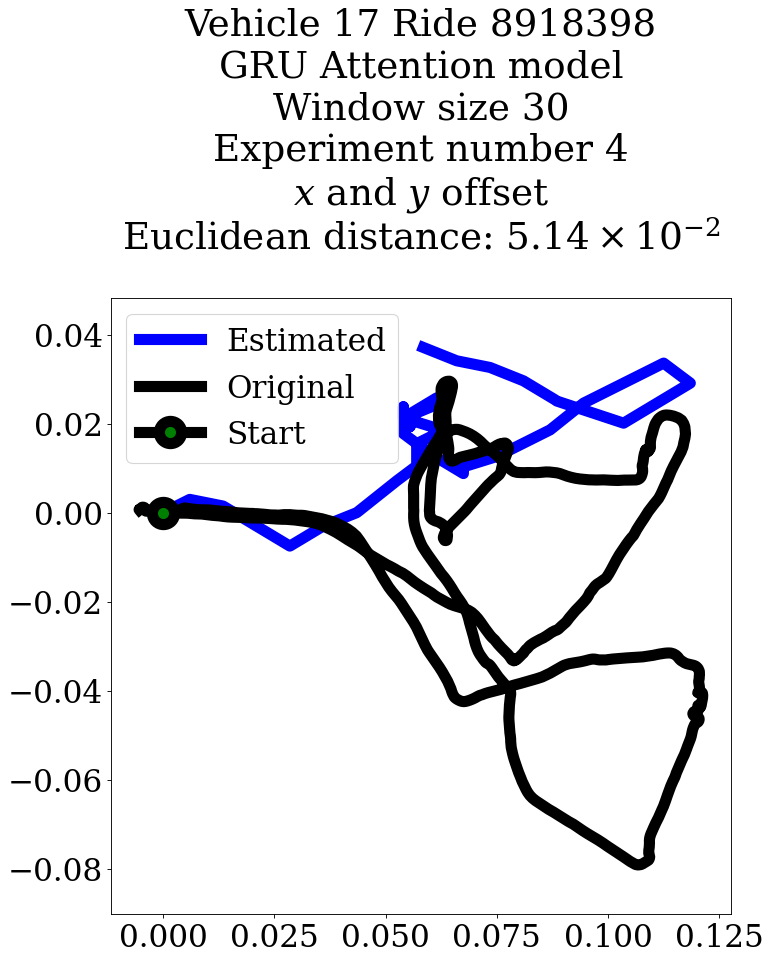 Vehicle 17 Ride 8918398
GRU Attention model
Window size 30
Experiment number 4
x and y offset
Euclidean distance: 5.14 × 10⁻²
Estimated
Original
Start
0.04
0.02
0.00
−0.02
−0.04
−0.06
−0.08
0.000 0.025 0.050 0.075 0.100 0.125